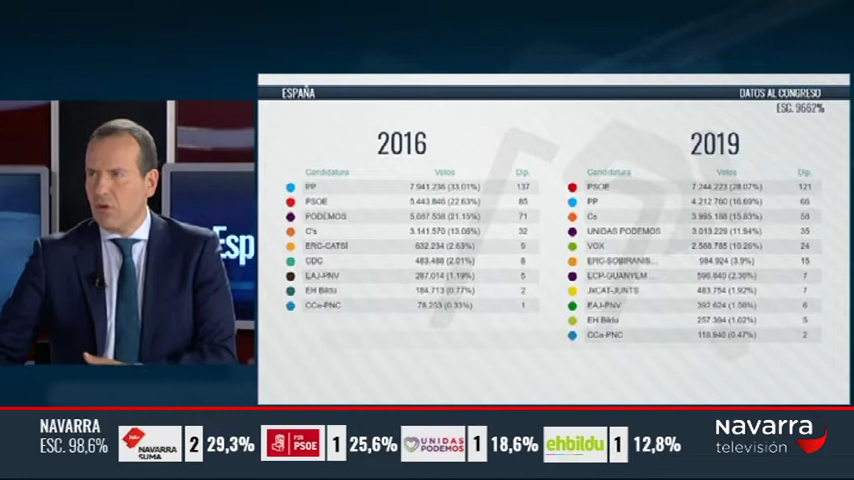 ESPAÑA
DATOS AL CONGRESO
ESC. 96'62%
2016
Candidatura Votos Dip.
PP 7.941.236 (33.01%) 137
PSOE 5.443.846 (22.63%) 85
PODEMOS 5.087.538 (21.15%) 71
C's 3.141.570 (13.06%) 32
ERC-CATSÍ 632.234 (2.63%) 9
CDC 483.488 (2.01%) 8
EAJ-PNV 287.014 (1.19%) 5
EH Bildu 184.713 (0.77%) 2
CCa-PNC 78.253 (0.33%) 1
2019
Candidatura Votos Dip.
PSOE 7.244.223 (28.07%) 121
PP 4.212.760 (16.69%) 66
Cs 3.995.188 (15.83%)
UNIDAS PODEMOS 3.013.229 (11.94%) 35
VOX 2.588.785 (10.26%) 24
ERC-SOBIRANIS... 984.924 (3.9%) 15
ECP-GUANYEM ... 596.640 (2.36%) 7
JXCAT-JUNTS 483.754 (1.92%) 7
EAJ-PNV 392.624 (1.56%) 6
EH Bildu 257.394 (1.02%) 5
CCa-PNC 118.940 (0.47%) 2
Esp
NAVARRA
ESC. 98,6%
NA+
NAVARRA
SUMA
2 29,3%
PSN
PSOE
1 25,6%
UNIDAS
PODEMOS
1 18,6%
ehbildu
1 12,8%
Navarra
televisión